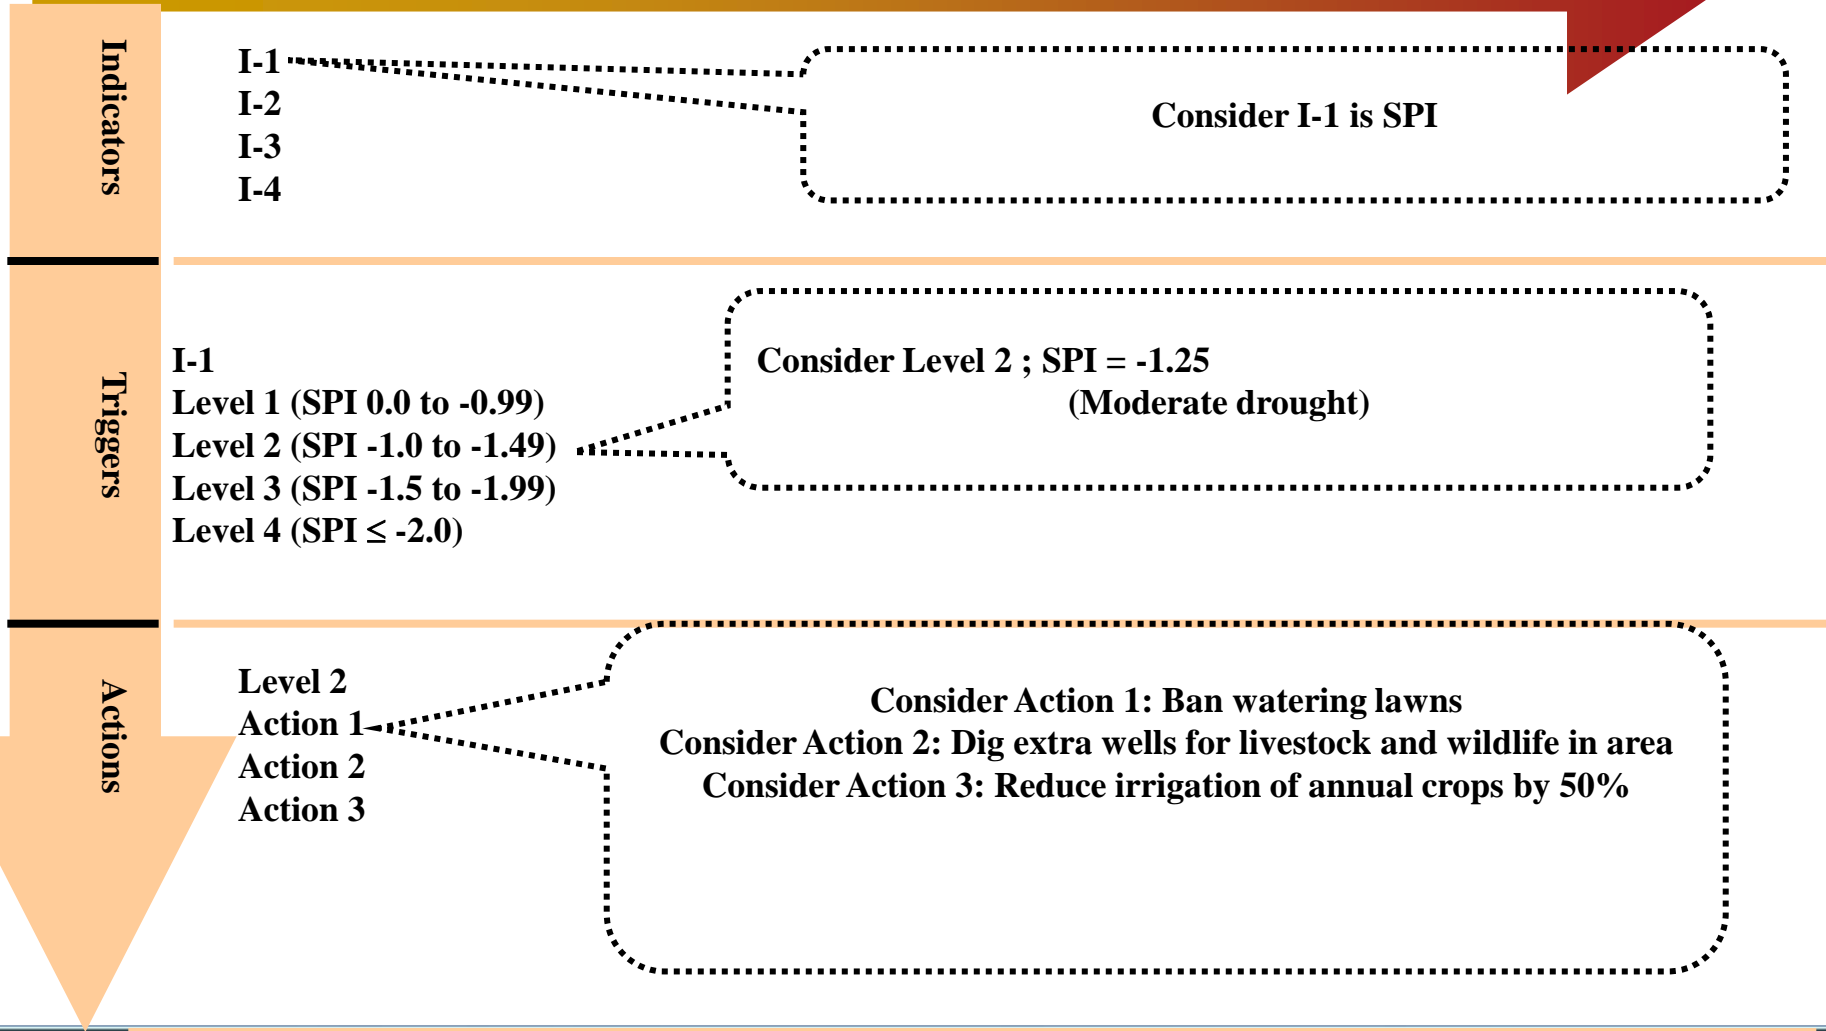 Indicators
I-1
I-2
I-3
I-4
Consider I-1 is SPI
Triggers
I-1
Level 1 (SPI 0.0 to -0.99)
Level 2 (SPI -1.0 to -1.49)
Level 3 (SPI -1.5 to -1.99)
Level 4 (SPI ≤ -2.0)
Consider Level 2 ; SPI = -1.25
(Moderate drought)
Actions
Level 2
Action 1
Action 2
Action 3
Consider Action 1: Ban watering lawns
Consider Action 2: Dig extra wells for livestock and wildlife in area
Consider Action 3: Reduce irrigation of annual crops by 50%